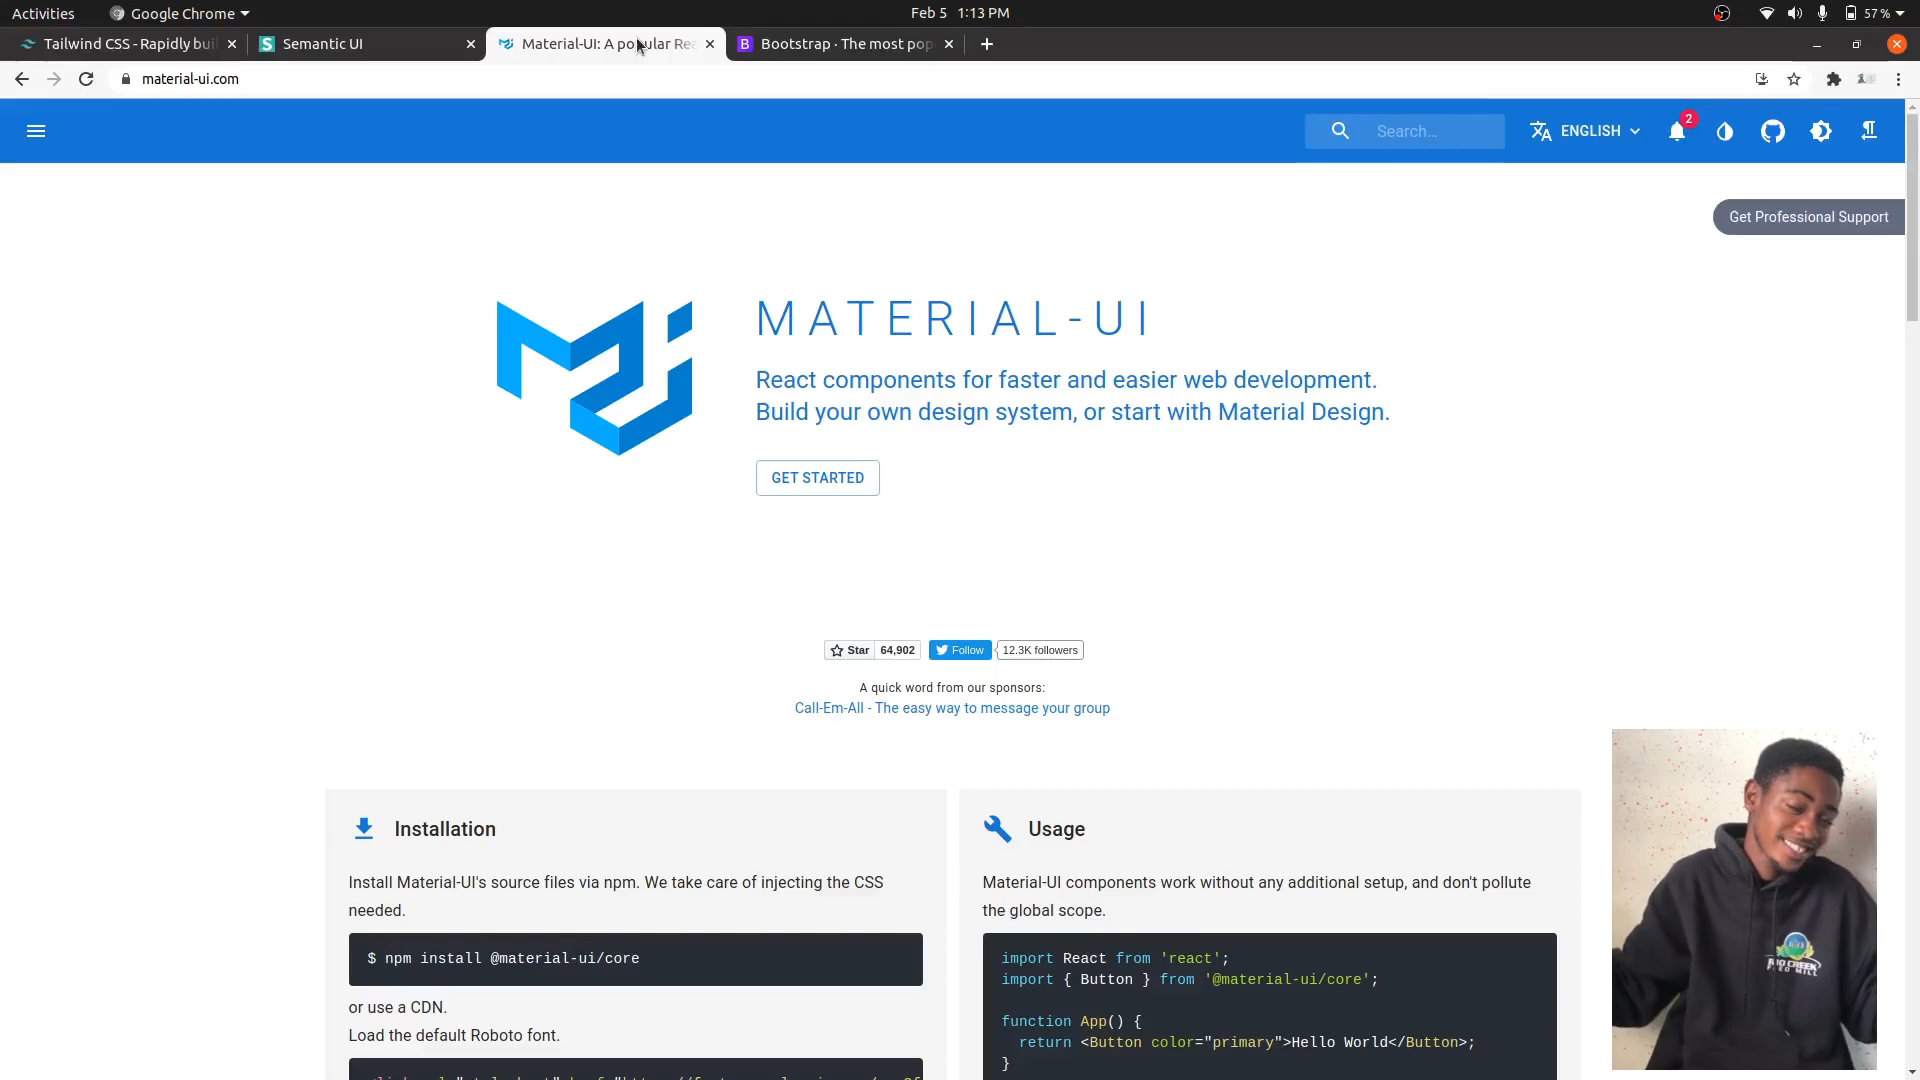 Activities
Google Chrome
Feb 5 1:13 PM
57 %
Tailwind CSS - Rapidly bui
Semantic UI
Material-UI: A popular Rea
Bootstrap · The most pop
material-ui.com
Search…
ENGLISH
2
Get Professional Support
MATERIAL-UI
React components for faster and easier web development.
Build your own design system, or start with Material Design.
GET STARTED
Star
64,902
Follow
12.3K followers
A quick word from our sponsors:
Call-Em-All - The easy way to message your group
Installation
Install Material-UI's source files via npm. We take care of injecting the CSS
needed.
$ npm install @material-ui/core
or use a CDN.
Load the default Roboto font.
Usage
Material-UI components work without any additional setup, and don't pollute
the global scope.
import React from 'react';
import { Button } from '@material-ui/core';
function App() {
return <Button color="primary">Hello World</Button>;
}